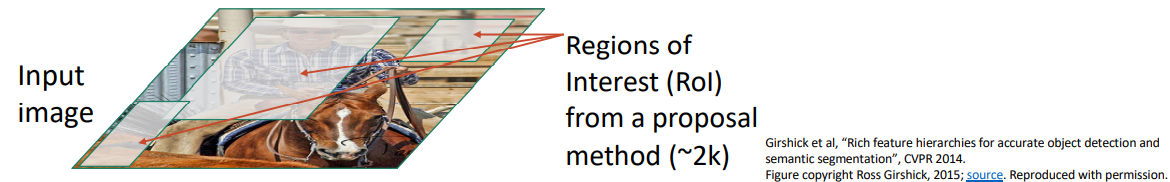 Input
image
Regions of
Interest (RoI)
from a proposal
method (~2k)
Girshick et al, “Rich feature hierarchies for accurate object detection and
semantic segmentation”, CVPR 2014.
Figure copyright Ross Girshick, 2015; source. Reproduced with permission.